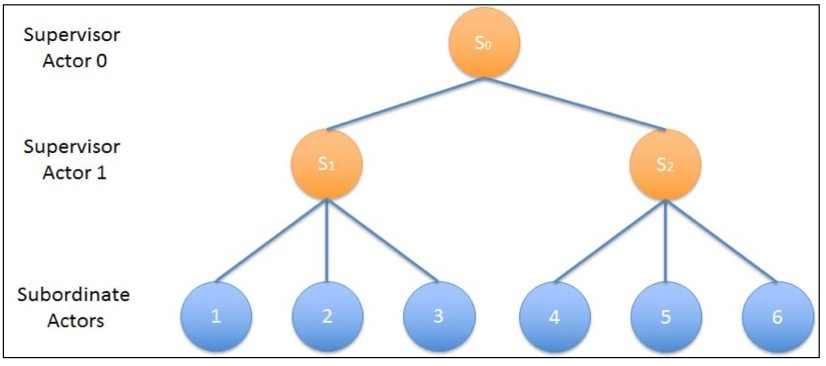 Supervisor
Actor 0
S0
Supervisor
Actor 1
S1
S2
Subordinate
Actors
1
2
3
4
5
6